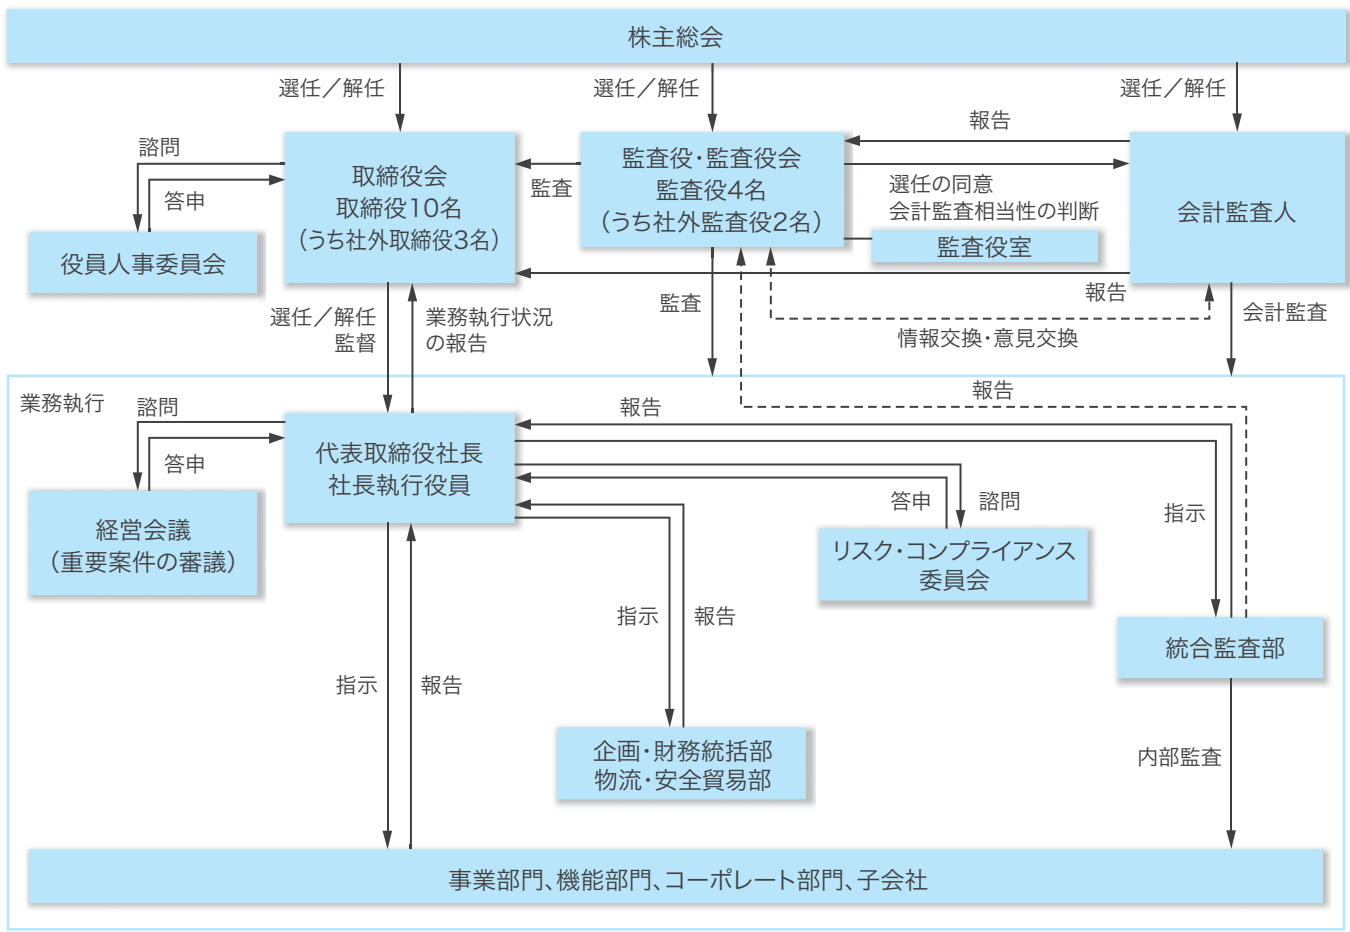 株主総会
選任／解任
選任／解任
選任／解任
諮問
答申
取締役会
取締役10名
（うち社外取締役3名）
監査
監査役・監査役会
監査役4名
（うち社外監査役2名）
報告
選任の同意
会計監査相当性の判断
会計監査人
役員人事委員会
監査役室
選任／解任
監督
業務執行状況
の報告
監査
報告
情報交換・意見交換
会計監査
業務執行
諮問
答申
代表取締役社長
社長執行役員
報告
報告
経営会議
（重要案件の審議）
答申
諮問
指示
リスク・コンプライアンス
委員会
指示
報告
統合監査部
指示
報告
企画・財務統括部
物流・安全貿易部
内部監査
事業部門、機能部門、コーポレート部門、子会社